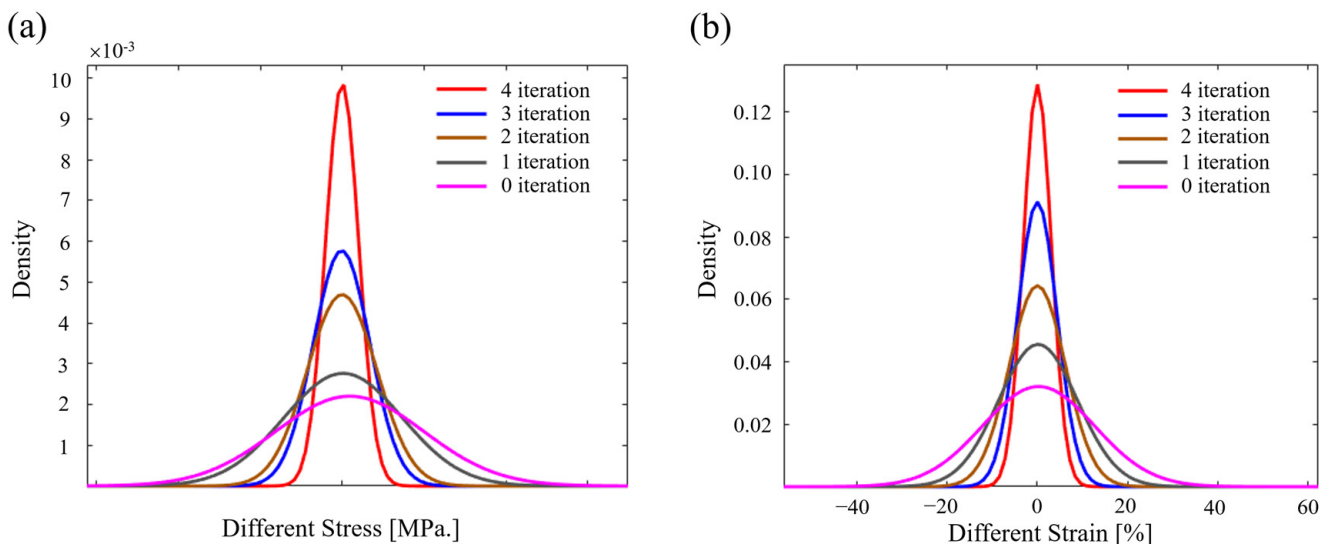 (a)
×10⁻³
10
9
8
7
6
5
4
3
2
1
Density
4 iteration
3 iteration
2 iteration
1 iteration
0 iteration
Different Stress [MPa.]
(b)
0.12
0.10
0.08
0.06
0.04
0.02
Density
4 iteration
3 iteration
2 iteration
1 iteration
0 iteration
−40 −20 0 20 40 60
Different Strain [%]